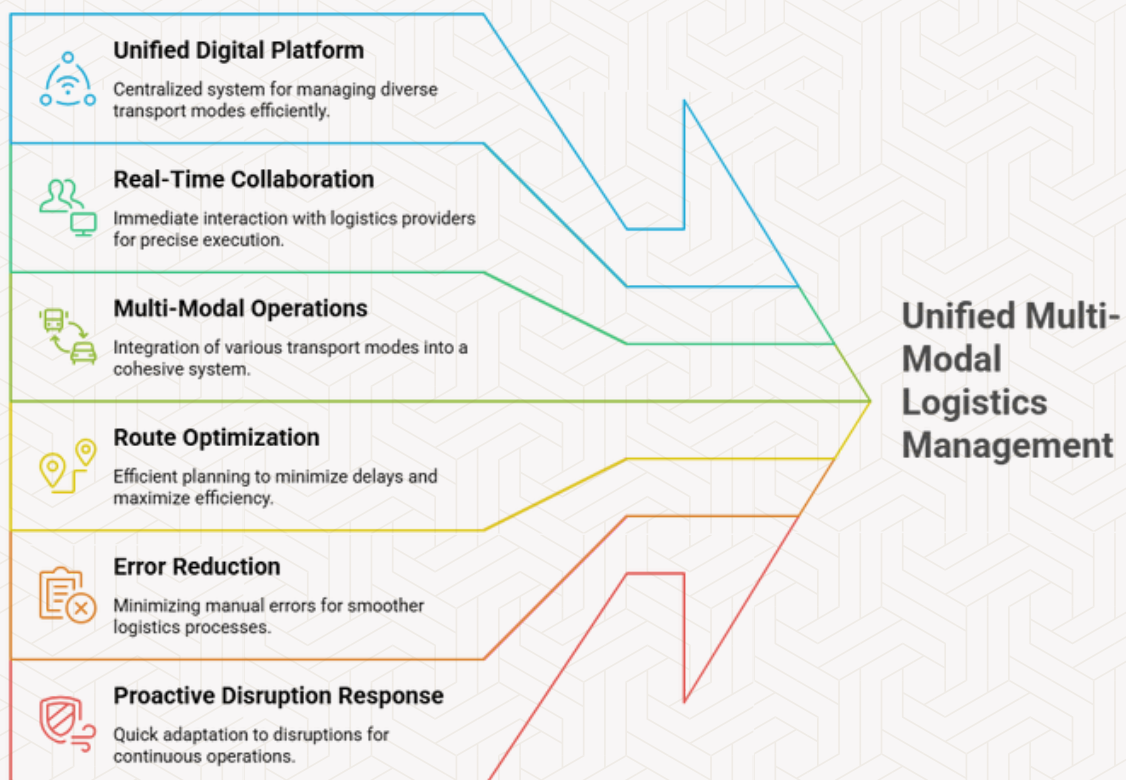 Unified Digital Platform
Centralized system for managing diverse
transport modes efficiently.
Real-Time Collaboration
Immediate interaction with logistics providers
for precise execution.
Multi-Modal Operations
Integration of various transport modes into a
cohesive system.
Route Optimization
Efficient planning to minimize delays and
maximize efficiency.
Error Reduction
Minimizing manual errors for smoother
logistics processes.
Proactive Disruption Response
Quick adaptation to disruptions for
continuous operations.
Unified Multi-
Modal
Logistics
Management